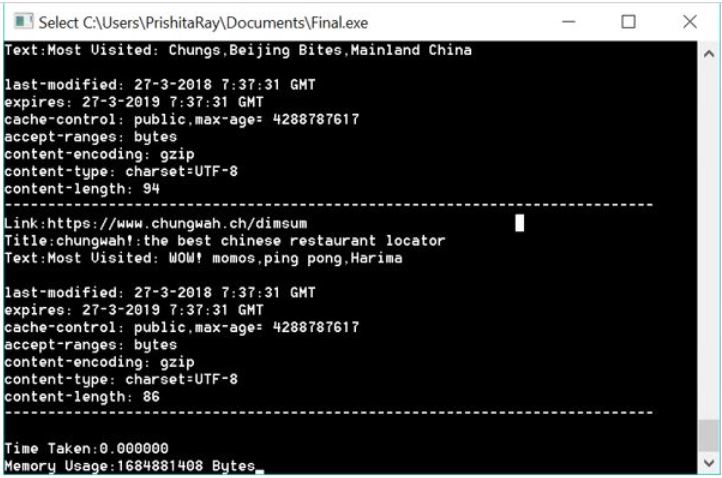 Select C:\Users\PrishitaRay\Documents\Final.exe
Text:Most Visited: Chungs,Beijing Bites,Mainland China
last-modified: 27-3-2018 7:37:31 GMT
expires: 27-3-2019 7:37:31 GMT
cache-control: public,max-age= 4288787617
accept-ranges: bytes
content-encoding: gzip
content-type: charset=UTF-8
content-length: 94
--------------------------------------------------------------------------
Link:https://www.chungwah.ch/dimsum
Title:chungwah!:the best chinese restaurant locator
Text:Most Visited: WOW! momos,ping pong,Harima
last-modified: 27-3-2018 7:37:31 GMT
expires: 27-3-2019 7:37:31 GMT
cache-control: public,max-age= 4288787617
accept-ranges: bytes
content-encoding: gzip
content-type: charset=UTF-8
content-length: 86
--------------------------------------------------------------------------
Time Taken:0.000000
Memory Usage:1684881408 Bytes_